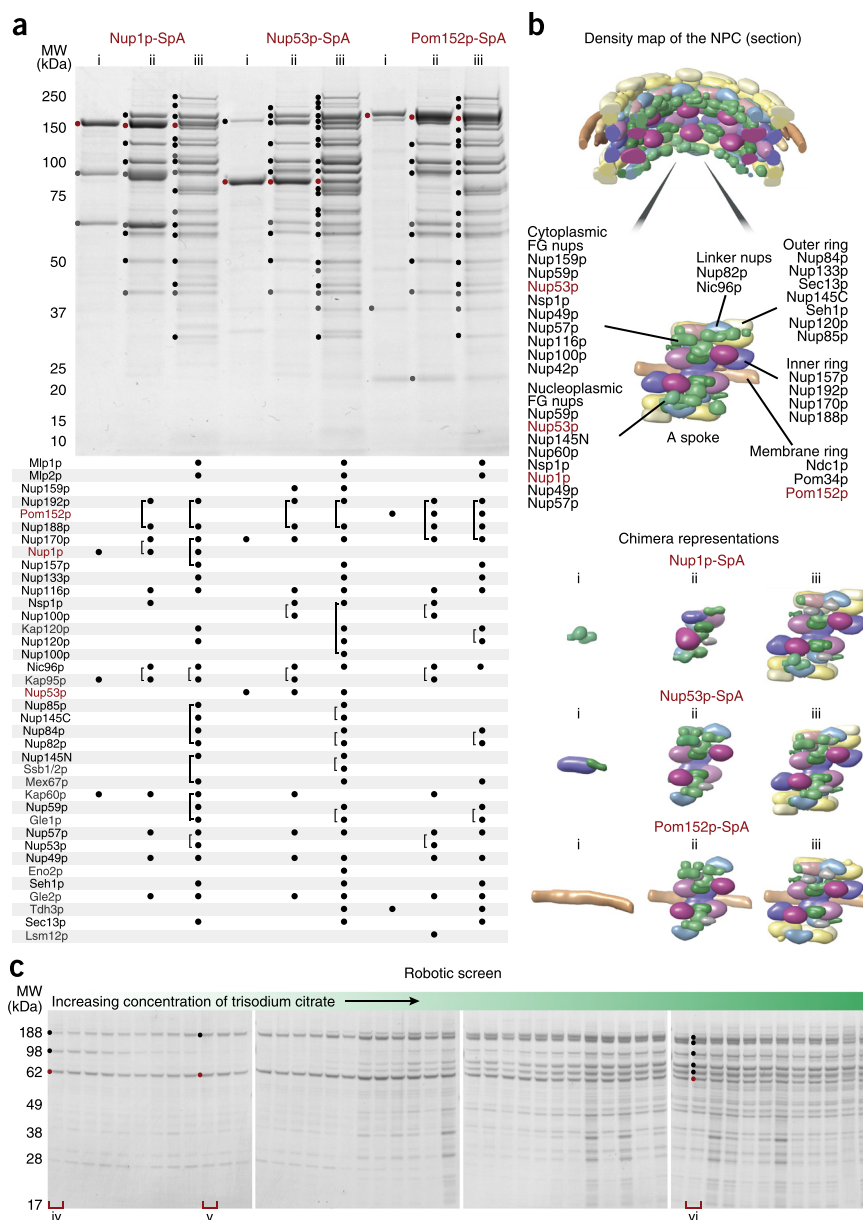 a
Nup1p-SpA Nup53p-SpA Pom152p-SpA
MW
(kDa)
i ii iii i ii iii i ii iii
250
150
100
75
50
37
25
20
15
10
Mlp1p
Mlp2p
Nup159p
Nup192p
Pom152p
Nup188p
Nup170p
Nup1p
Nup157p
Nup133p
Nup116p
Nsp1p
Nup100p
Kap120p
Nup120p
Nup100p
Nic96p
Kap95p
Nup53p
Nup85p
Nup145C
Nup84p
Nup82p
Nup145N
Ssb1/2p
Mex67p
Kap60p
Nup59p
Gle1p
Nup57p
Nup53p
Nup49p
Eno2p
Seh1p
Gle2p
Tdh3p
Sec13p
Lsm12p
b
Density map of the NPC (section)
Cytoplasmic
FG nups
Nup159p
Nup59p
Nup53p
Nsp1p
Nup49p
Nup57p
Nup116p
Nup100p
Nup42p
Nucleoplasmic
FG nups
Nup59p
Nup53p
Nup145N
Nup60p
Nsp1p
Nup1p
Nup49p
Nup57p
Linker nups
Nup82p
Nic96p
A spoke
Outer ring
Nup84p
Nup133p
Sec13p
Nup145C
Seh1p
Nup120p
Nup85p
Inner ring
Nup157p
Nup192p
Nup170p
Nup188p
Membrane ring
Ndc1p
Pom34p
Pom152p
Chimera representations
Nup1p-SpA
i ii iii
Nup53p-SpA
i ii iii
Pom152p-SpA
i ii iii
c
Robotic screen
MW
(kDa)
Increasing concentration of trisodium citrate
188
98
62
49
38
28
17
iv v vi